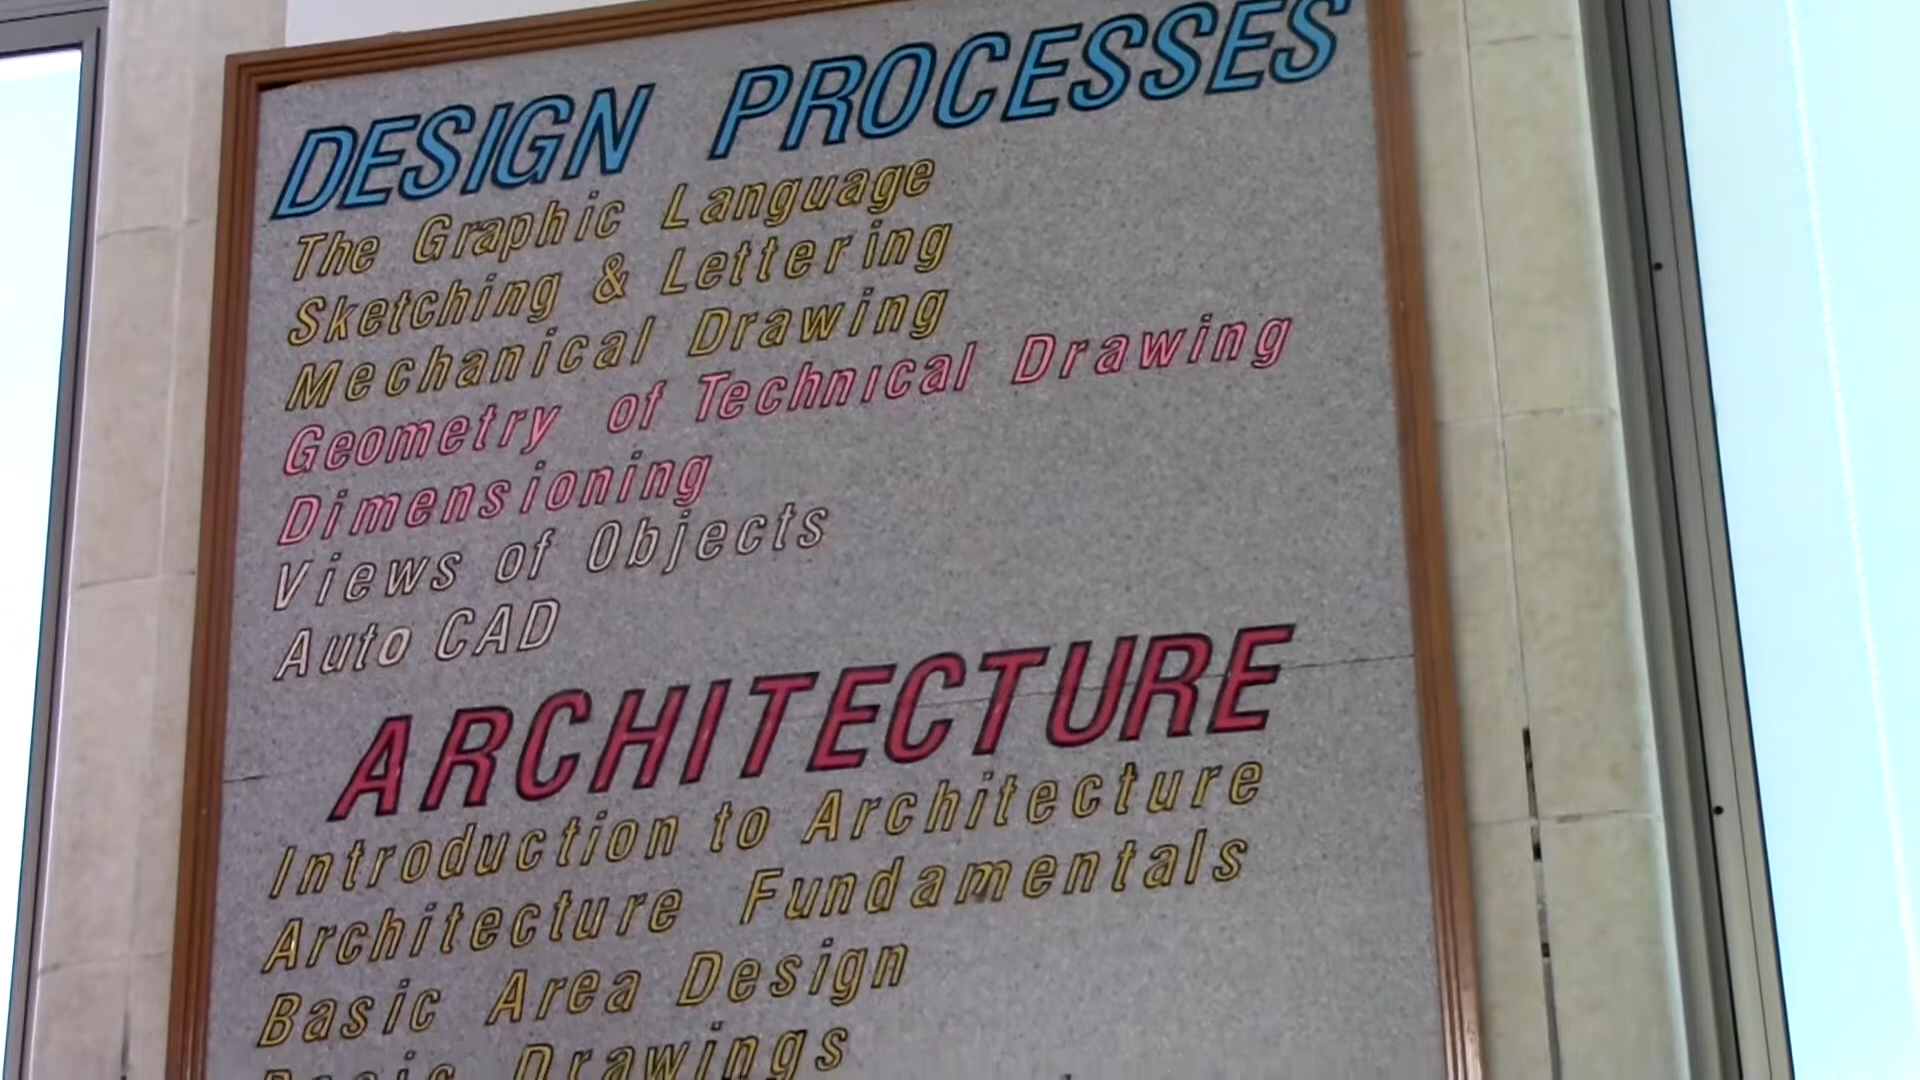 DESIGN PROCESSES
The Graphic Language
Sketching & Lettering
Mechanical Drawing
Geometry of Technical Drawing
Dimensioning
Views of Objects
Auto CAD
ARCHITECTURE
Introduction to Architecture
Architecture Fundamentals
Basic Area Design
Basic Drawings